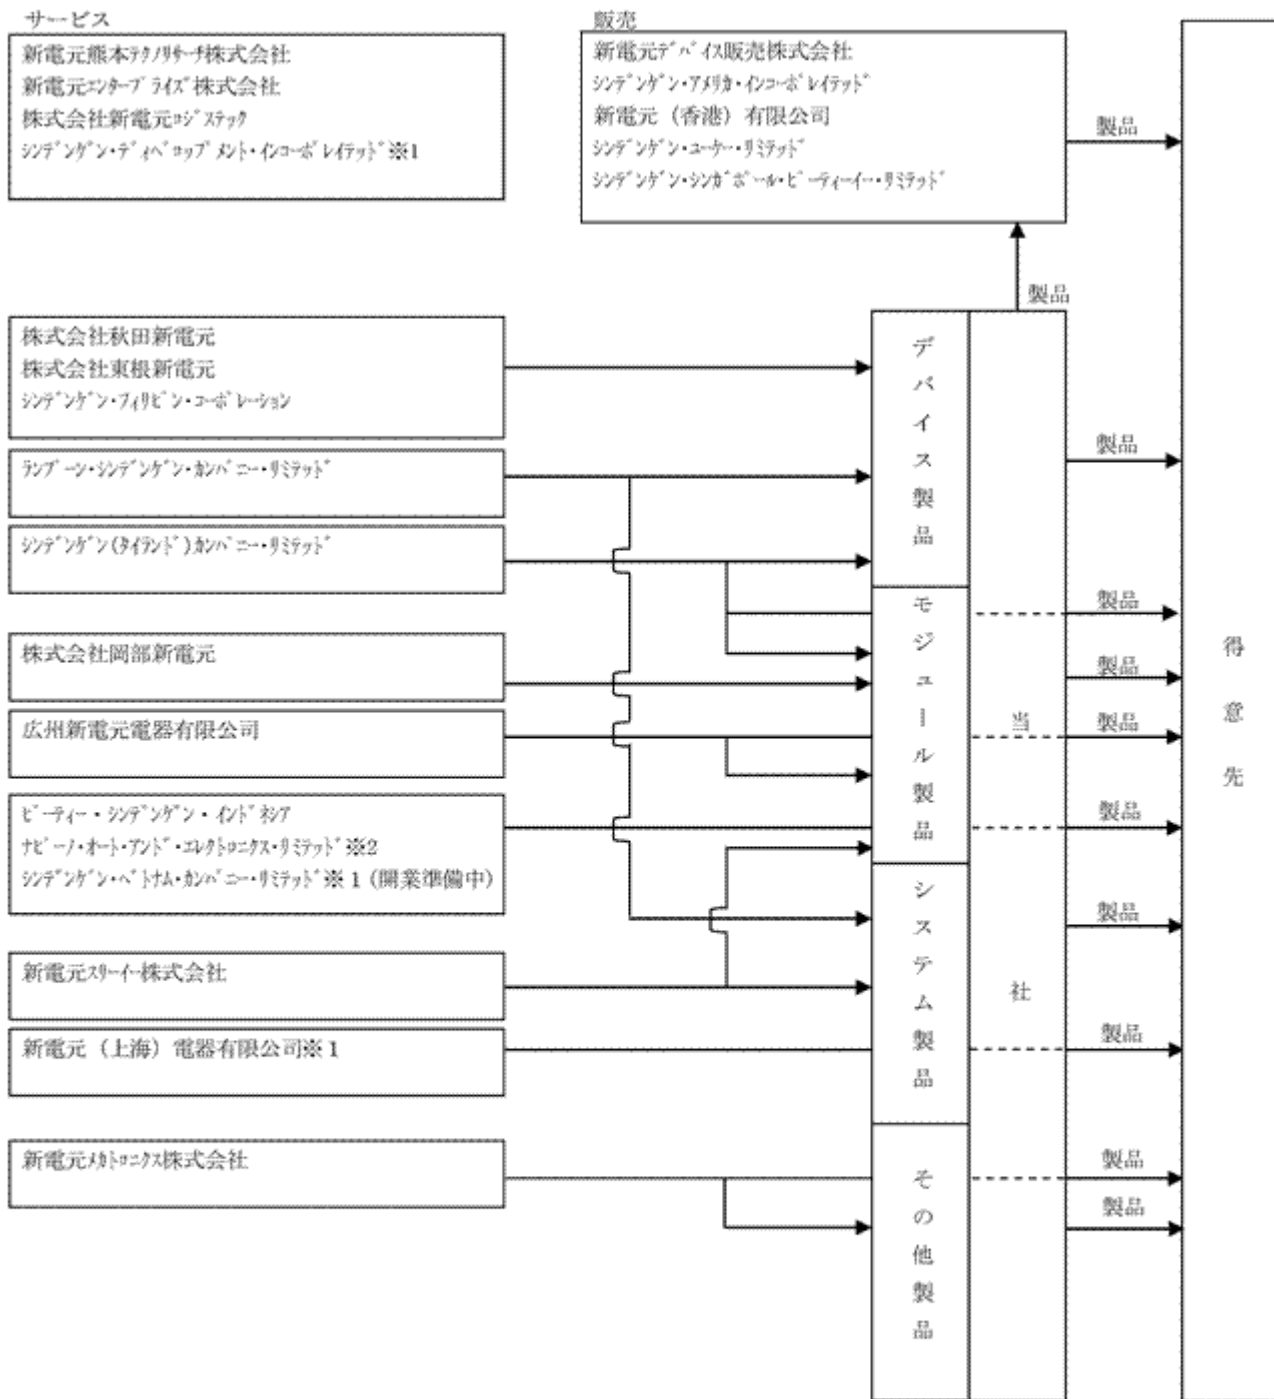 サービス
新電元熊本ﾃｸﾉﾘｻｰﾁ株式会社
新電元ｴﾝﾀｰﾌﾟﾗｲｽﾞ株式会社
株式会社新電元ﾛｼﾞｽﾃｯｸ
ｼﾝﾃﾞﾝｹﾞﾝ・ﾃﾞｨﾍﾞﾛｯﾌﾟﾒﾝﾄ・ｲﾝｺｰﾎﾟﾚｲﾃｯﾄﾞ※1
販売
新電元ﾃﾞﾊﾞｲｽ販売株式会社
ｼﾝﾃﾞﾝｹﾞﾝ・ｱﾒﾘｶ・ｲﾝｺｰﾎﾟﾚｲﾃｯﾄﾞ
新電元（香港）有限公司
ｼﾝﾃﾞﾝｹﾞﾝ・ﾕｰｹｰ・ﾘﾐﾃｯﾄﾞ
ｼﾝﾃﾞﾝｹﾞﾝ・ｼﾝｶﾞﾎﾟｰﾙ・ﾋﾟｰﾃｨｰｲｰ・ﾘﾐﾃｯﾄﾞ
製品
製品
株式会社秋田新電元
株式会社東根新電元
ｼﾝﾃﾞﾝｹﾞﾝ・ﾌｨﾘﾋﾟﾝ・ｺｰﾎﾟﾚｰｼｮﾝ
ﾗﾝﾌﾟｰﾝ・ｼﾝﾃﾞﾝｹﾞﾝ・ｶﾝﾊﾟﾆｰ・ﾘﾐﾃｯﾄﾞ
ｼﾝﾃﾞﾝｹﾞﾝ(ﾀｲﾗﾝﾄﾞ)ｶﾝﾊﾟﾆｰ・ﾘﾐﾃｯﾄﾞ
株式会社岡部新電元
広州新電元電器有限公司
ﾋﾟｰﾃｨｰ・ｼﾝﾃﾞﾝｹﾞﾝ・ｲﾝﾄﾞﾈｼｱ
ﾅﾋﾟｰﾉ・ｵｰﾄ・ｱﾝﾄﾞ・ｴﾚｸﾄﾛﾆｸｽ・ﾘﾐﾃｯﾄﾞ※2
ｼﾝﾃﾞﾝｹﾞﾝ・ﾍﾞﾄﾅﾑ・ｶﾝﾊﾟﾆｰ・ﾘﾐﾃｯﾄﾞ※１(開業準備中)
新電元ｽﾘｰｲｰ株式会社
新電元（上海）電器有限公司※１
新電元ﾒｶﾄﾛﾆｸｽ株式会社
デバイス製品
モジュール製品
システム製品
その他製品
当社
製品
製品
製品
製品
製品
製品
製品
製品
製品
得意先